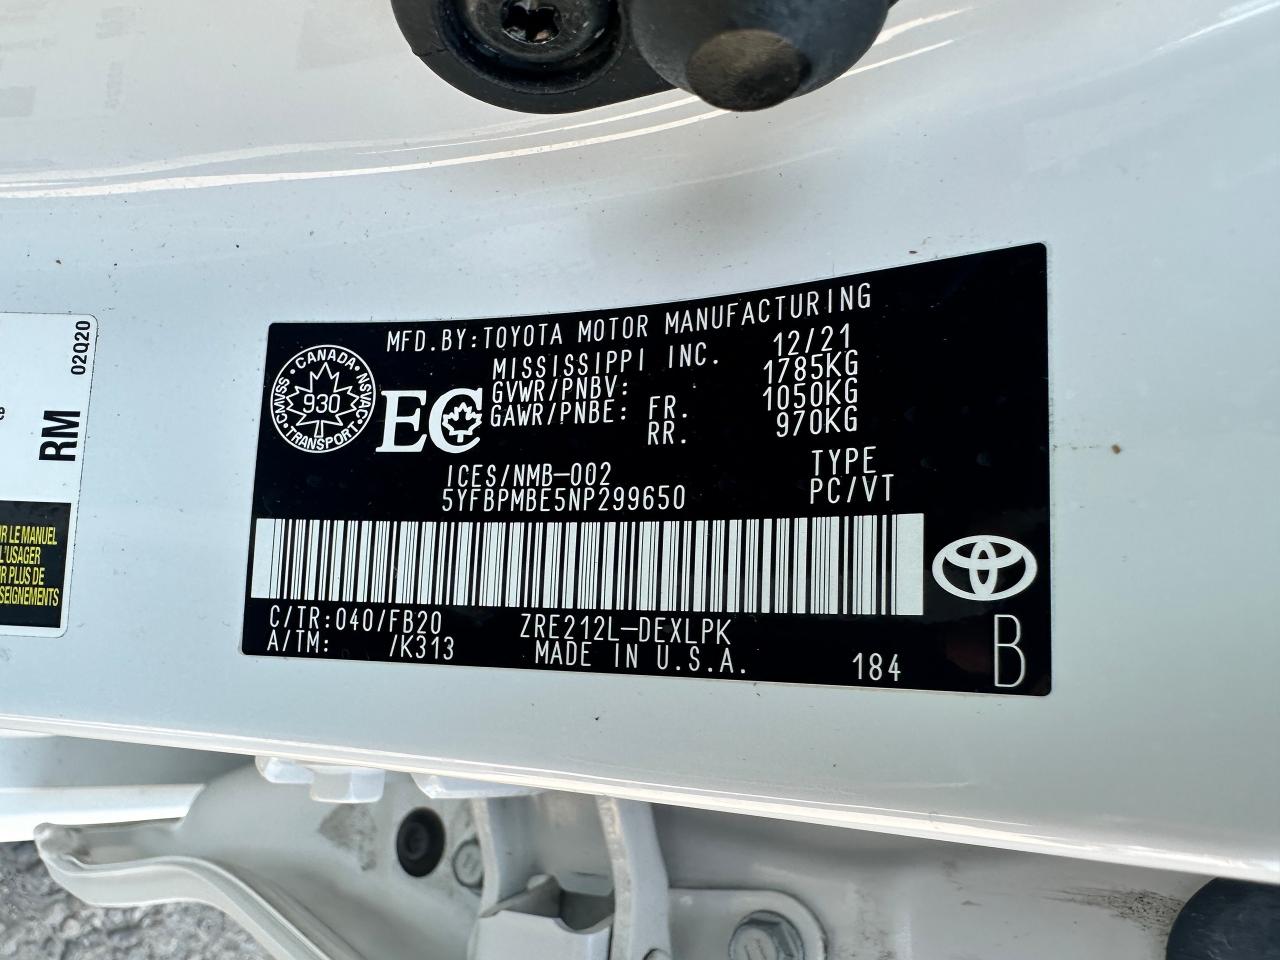 MFD.BY:TOYOTA MOTOR MANUFACTURING
MISSISSIPPI INC. 12/21
GVWR/PNBV: 1785KG
GAWR/PNBE: FR. 1050KG
RR. 970KG
CANADA
CMVSS
930
NSVAC
TRANSPORT
EC
ICES/NMB-002
5YFBPMBE5NP299650
TYPE
PC/VT
C/TR:040/FB20 ZRE212L-DEXLPK
A/TM: /K313 MADE IN U.S.A. 184
B
02Q20
RM
R LE MANUEL
L'USAGER
R PLUS DE
SEIGNEMENTS